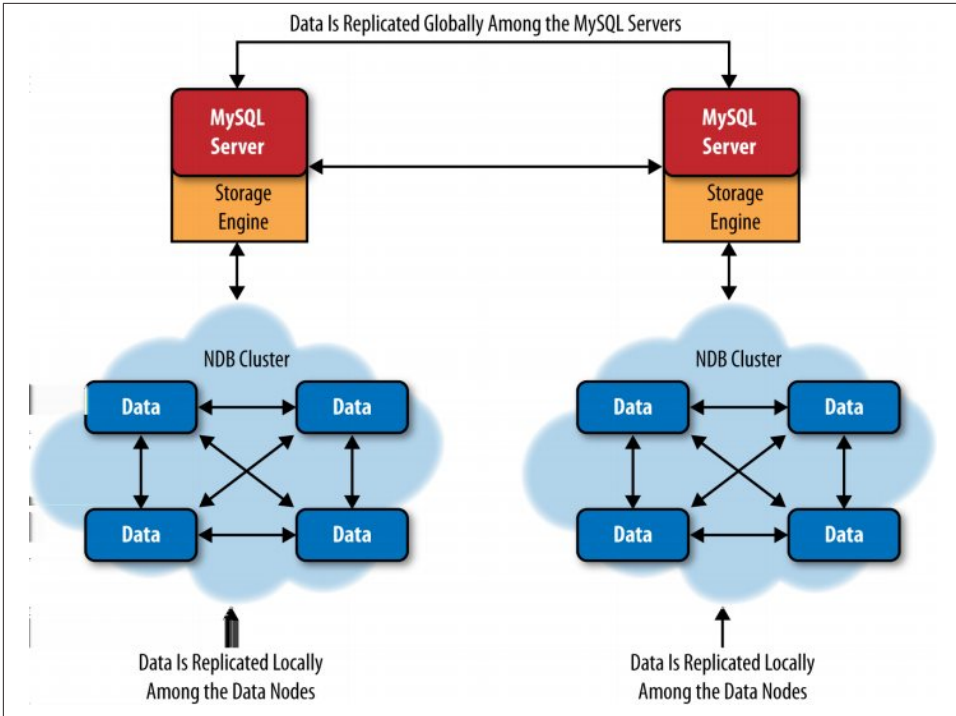 Data Is Replicated Globally Among the MySQL Servers
MySQL
Server
MySQL
Server
Storage
Engine
Storage
Engine
NDB Cluster
NDB Cluster
Data
Data
Data
Data
Data
Data
Data
Data
Data Is Replicated Locally
Among the Data Nodes
Data Is Replicated Locally
Among the Data Nodes